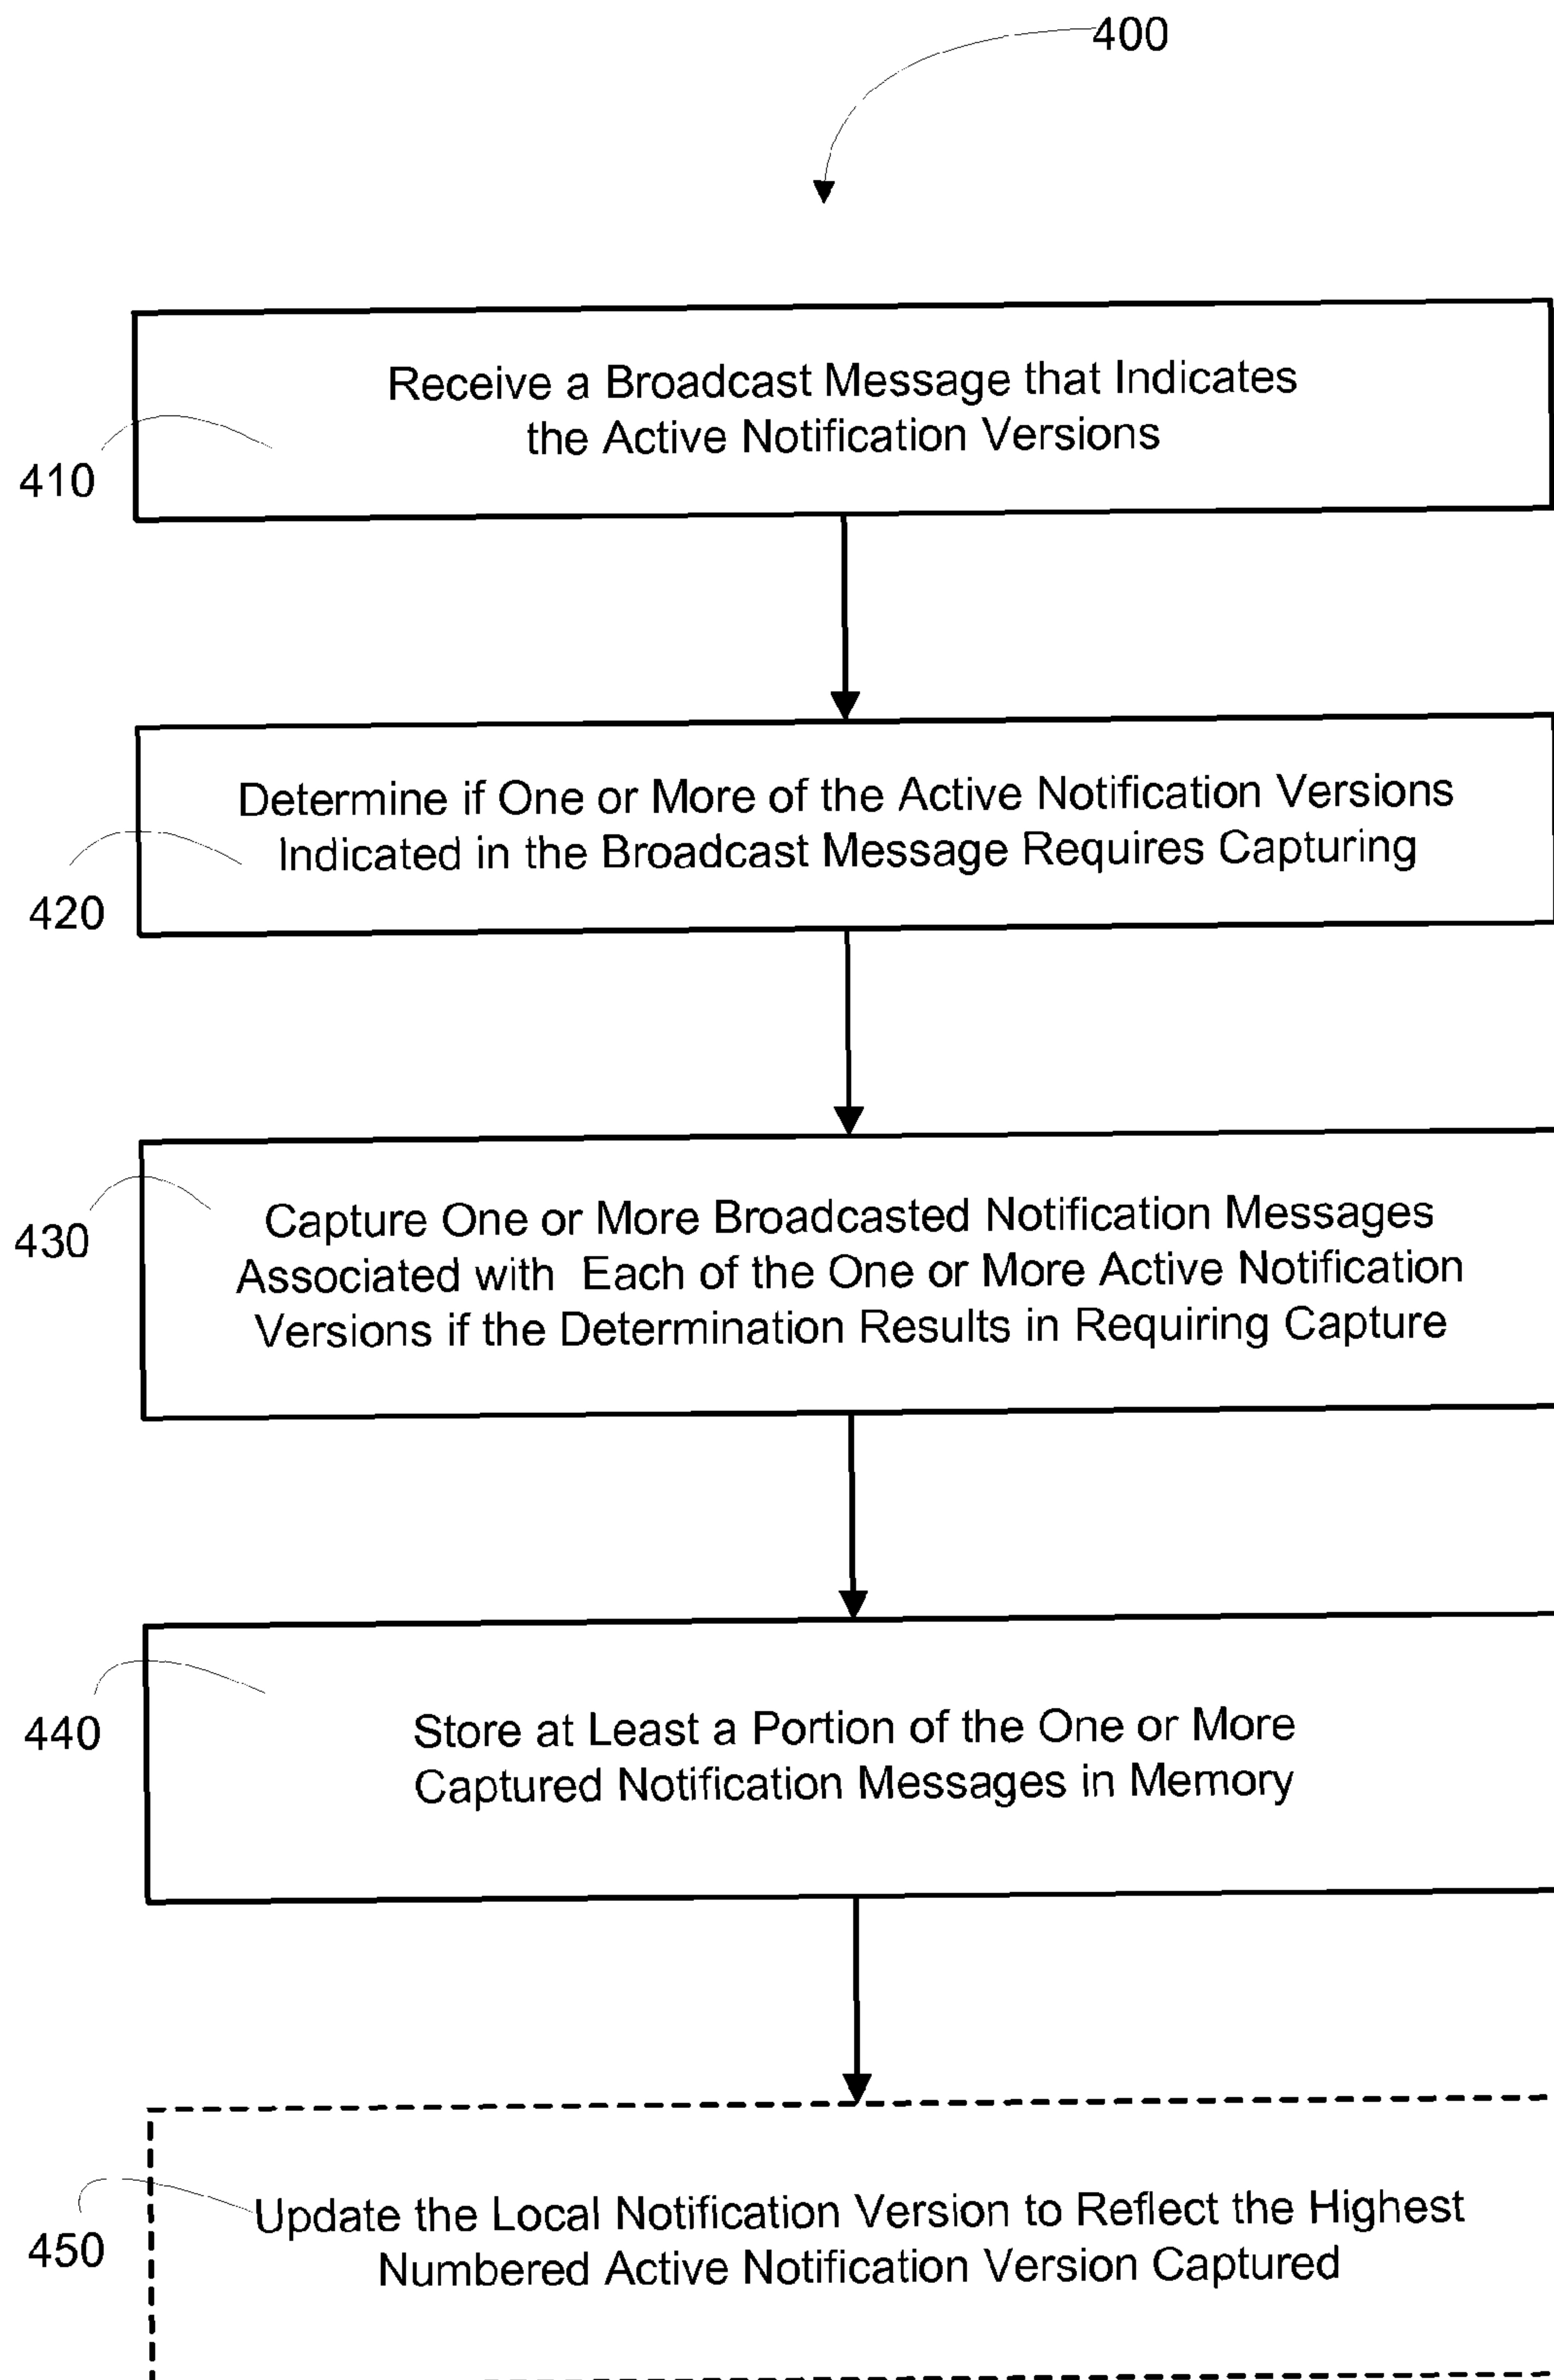 400
Receive a Broadcast Message that Indicates
the Active Notification Versions
410
Determine if One or More of the Active Notification Versions
Indicated in the Broadcast Message Requires Capturing
420
Capture One or More Broadcasted Notification Messages
Associated with Each of the One or More Active Notification
Versions if the Determination Results in Requiring Capture
430
Store at Least a Portion of the One or More
Captured Notification Messages in Memory
440
Update the Local Notification Version to Reflect the Highest
Numbered Active Notification Version Captured
450